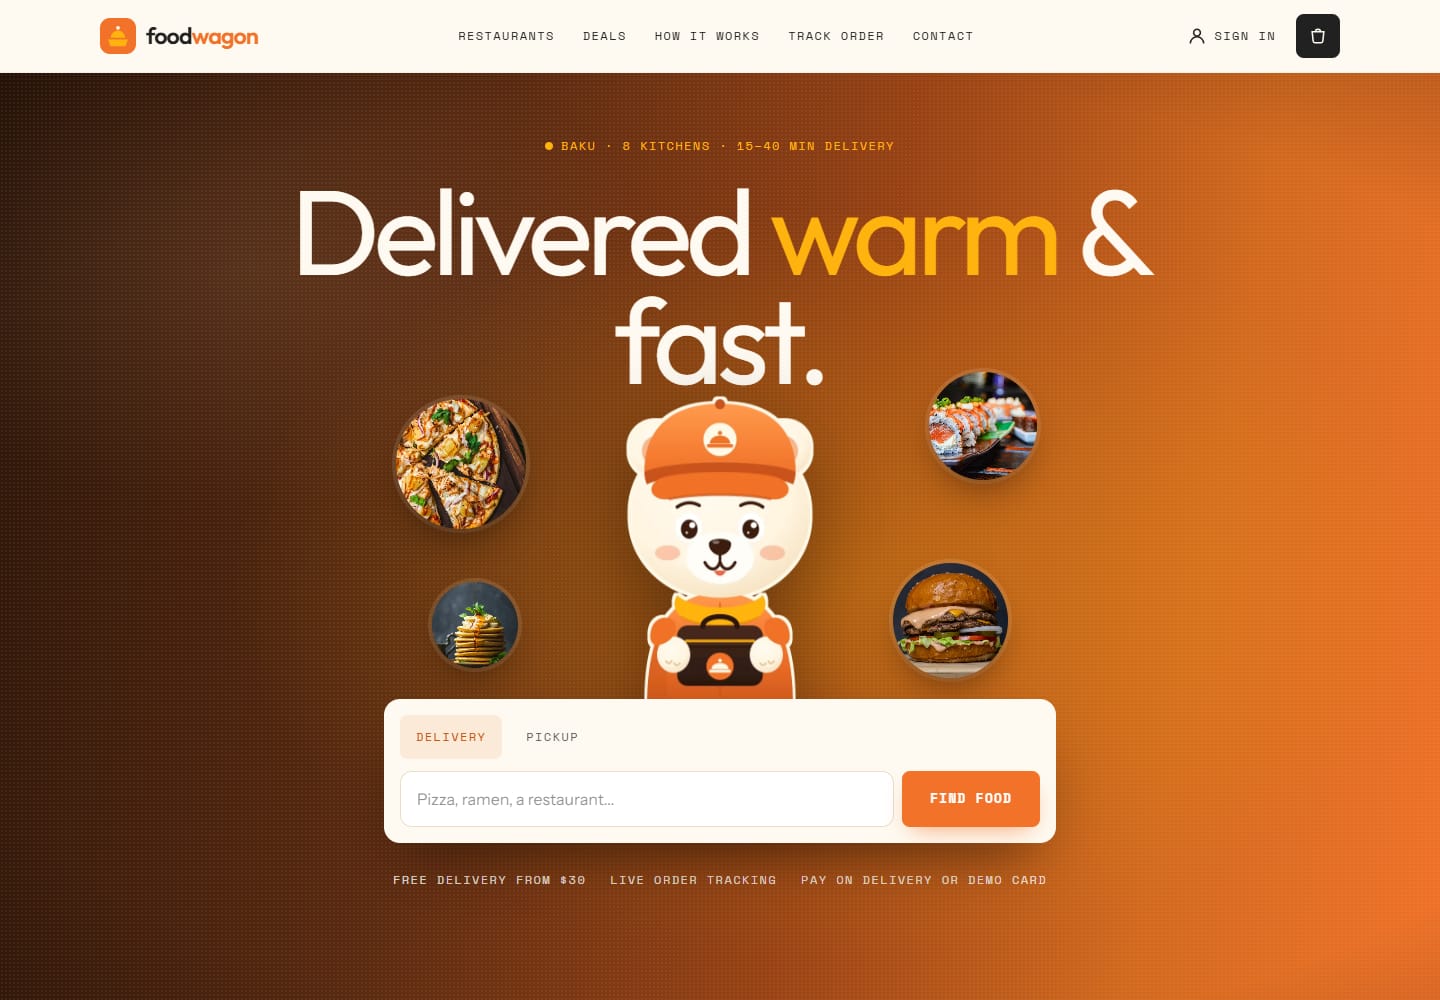 foodwagon
RESTAURANTS DEALS HOW IT WORKS TRACK ORDER CONTACT
SIGN IN
BAKU · 8 KITCHENS · 15–40 MIN DELIVERY
Delivered warm &
fast.
DELIVERY PICKUP
Pizza, ramen, a restaurant…
FIND FOOD
FREE DELIVERY FROM $30 LIVE ORDER TRACKING PAY ON DELIVERY OR DEMO CARD